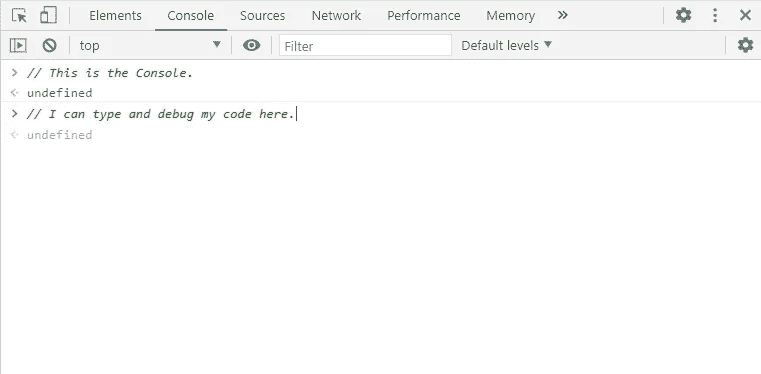 Elements Console Sources Network Performance Memory »
top Filter Default levels
> // This is the Console.
undefined
> // I can type and debug my code here.
undefined